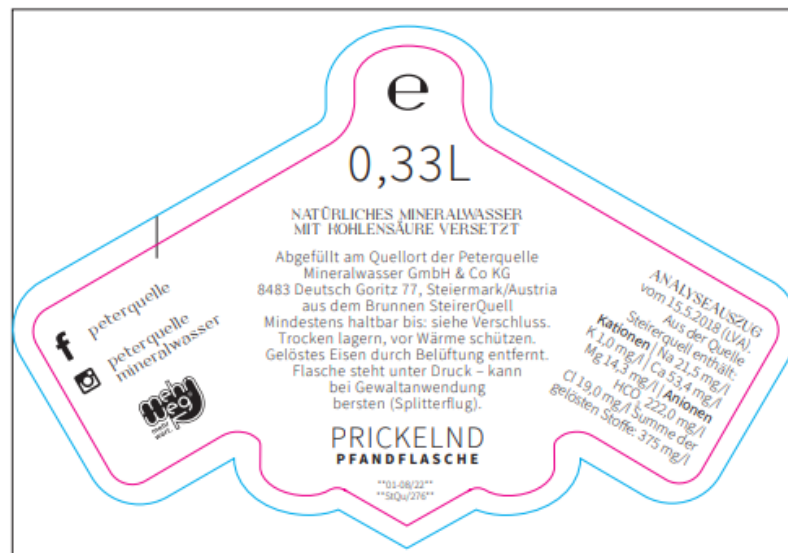 e
0,33L
NATÜRLICHES MINERALWASSER
MIT KOHLENSÄURE VERSETZT
Abgefüllt am Quellort der Peterquelle
Mineralwasser GmbH & Co KG
8483 Deutsch Goritz 77, Steiermark/Austria
aus dem Brunnen SteirerQuell
Mindestens haltbar bis: siehe Verschluss.
Trocken lagern, vor Wärme schützen.
Gelöstes Eisen durch Belüftung entfernt.
Flasche steht unter Druck – kann
bei Gewaltanwendung
bersten (Splitterflug).
PRICKELND
PFANDFLASCHE
**01-08/22**
**StQu/276**
f peterquelle
peterquelle
mineralwasser
mehr
weg
mehr
wert.
ANALYSEAUSZUG
vom 15.5.2018 (LVA).
Aus der Quelle
Steirerquell enthält:
Kationen | Na 21,5 mg/l
K 1,0 mg/l | Ca 53,4 mg/l
Mg 14,3 mg/l | Anionen
HCO₃ 222,0 mg/l
Cl 19,0 mg/l Summe der
gelösten Stoffe: 375 mg/l